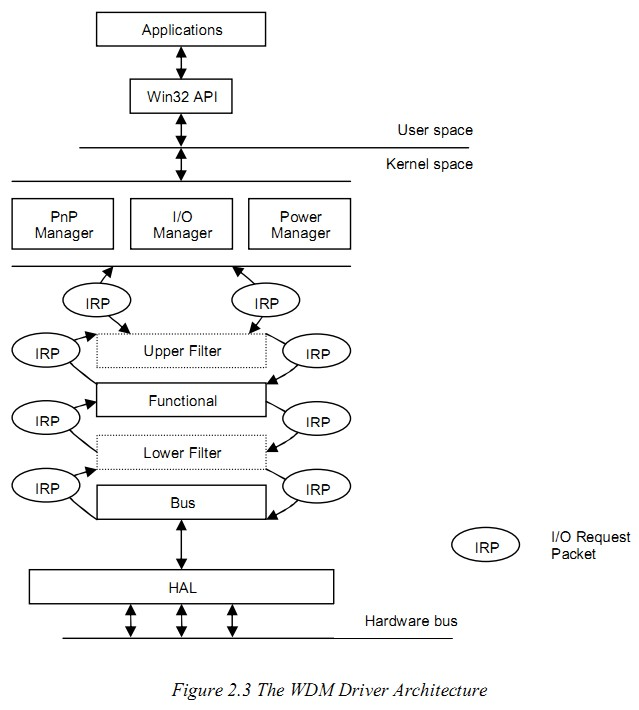 Applications
Win32 API
User space
Kernel space
PnP
Manager
I/O
Manager
Power
Manager
IRP
IRP
IRP
Upper Filter
IRP
Functional
IRP
IRP
Lower Filter
IRP
IRP
Bus
IRP
I/O Request
Packet
HAL
Hardware bus
Figure 2.3 The WDM Driver Architecture